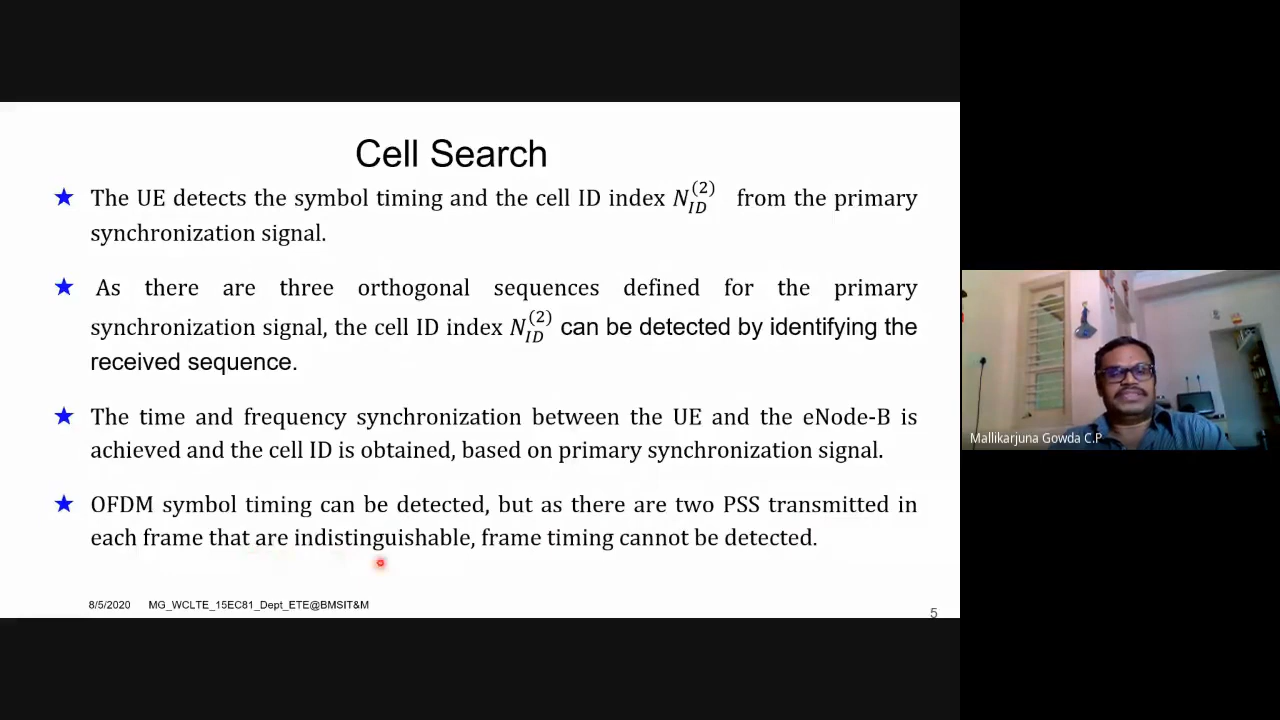 Cell Search
★ The UE detects the symbol timing and the cell ID index N_{ID}^{(2)} from the primary
synchronization signal.
★ As there are three orthogonal sequences defined for the primary
synchronization signal, the cell ID index N_{ID}^{(2)} can be detected by identifying the
received sequence.
★ The time and frequency synchronization between the UE and the eNode-B is
achieved and the cell ID is obtained, based on primary synchronization signal.
★ OFDM symbol timing can be detected, but as there are two PSS transmitted in
each frame that are indistinguishable, frame timing cannot be detected.
8/5/2020 MG_WCLTE_15EC81_Dept_ETE@BMSIT&M
5
Mallikarjuna Gowda C.P